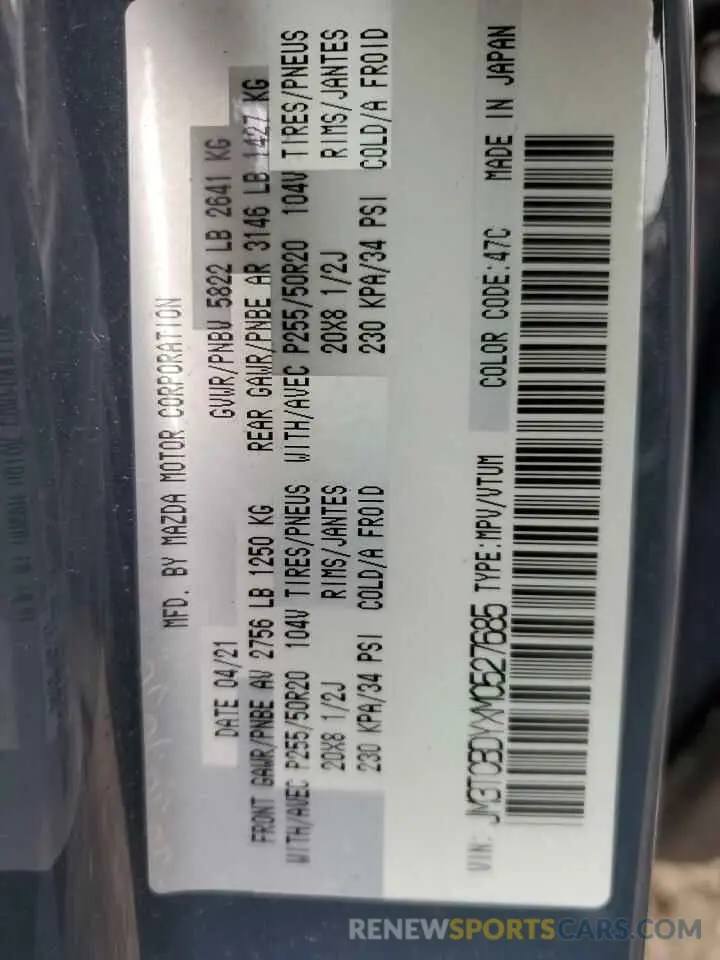 MFD. BY MAZDA MOTOR CORPORATION
DATE 04/21 GVWR/PNBV 5822 LB 2641 KG
FRONT GAWR/PNBE AV 2756 LB 1250 KG REAR GAWR/PNBE AR 3146 LB 1427 KG
WITH/AVEC P255/50R20 104V TIRES/PNEUS WITH/AVEC P255/50R20 104V TIRES/PNEUS
20X8 1/2J RIMS/JANTES 20X8 1/2J RIMS/JANTES
230 KPA/34 PSI COLD/A FROID 230 KPA/34 PSI COLD/A FROID
VIN: JM3TCBDYXM0527685 TYPE:MPV/VTUM COLOR CODE:47C MADE IN JAPAN
RENEWSPORTSCARS.COM